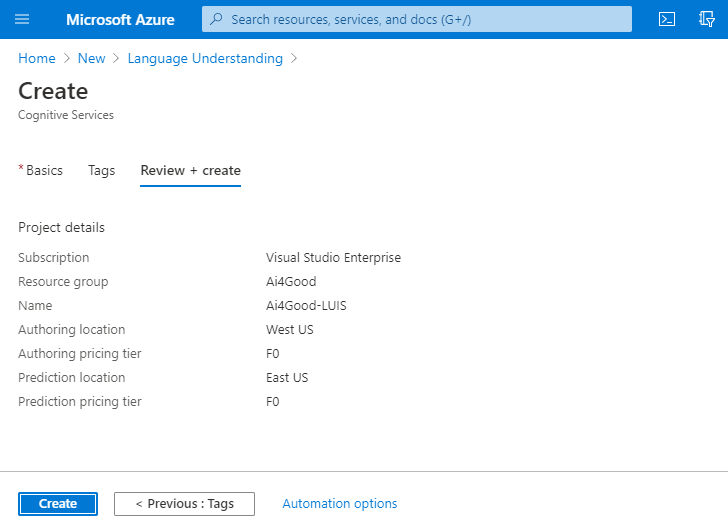 Microsoft Azure Search resources, services, and docs (G+/)
Home > New > Language Understanding >
Create
Cognitive Services
* Basics Tags Review + create
Project details
Subscription Visual Studio Enterprise
Resource group Ai4Good
Name Ai4Good-LUIS
Authoring location West US
Authoring pricing tier F0
Prediction location East US
Prediction pricing tier F0
Create < Previous : Tags Automation options